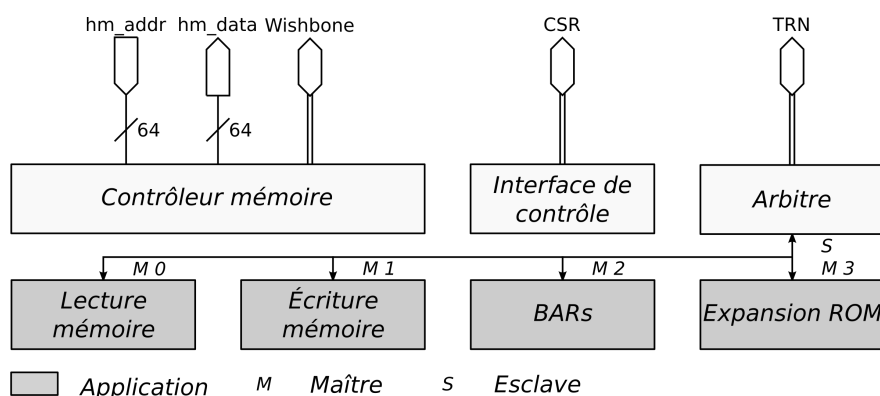 hm_addr hm_data Wishbone CSR TRN
64 64
Contrôleur mémoire
Interface de
contrôle
Arbitre
S
M 0 M 1 M 2 M 3
Lecture
mémoire
Écriture
mémoire
BARs
Expansion ROM
Application M Maître S Esclave